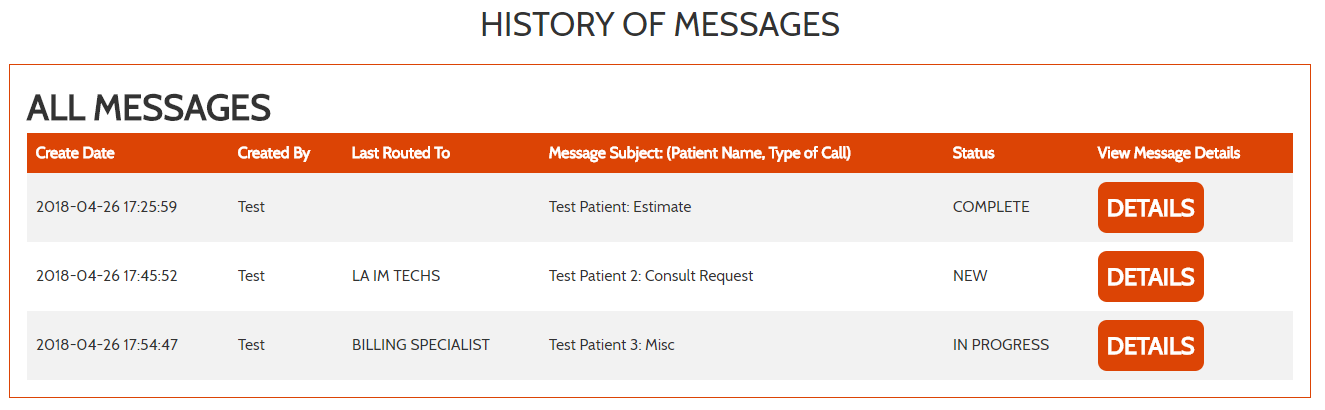 HISTORY OF MESSAGES
ALL MESSAGES
Create Date Created By Last Routed To Message Subject: (Patient Name, Type of Call) Status View Message Details
2018-04-26 17:25:59 Test Test Patient: Estimate COMPLETE DETAILS
2018-04-26 17:45:52 Test LA IM TECHS Test Patient 2: Consult Request NEW DETAILS
2018-04-26 17:54:47 Test BILLING SPECIALIST Test Patient 3: Misc IN PROGRESS DETAILS